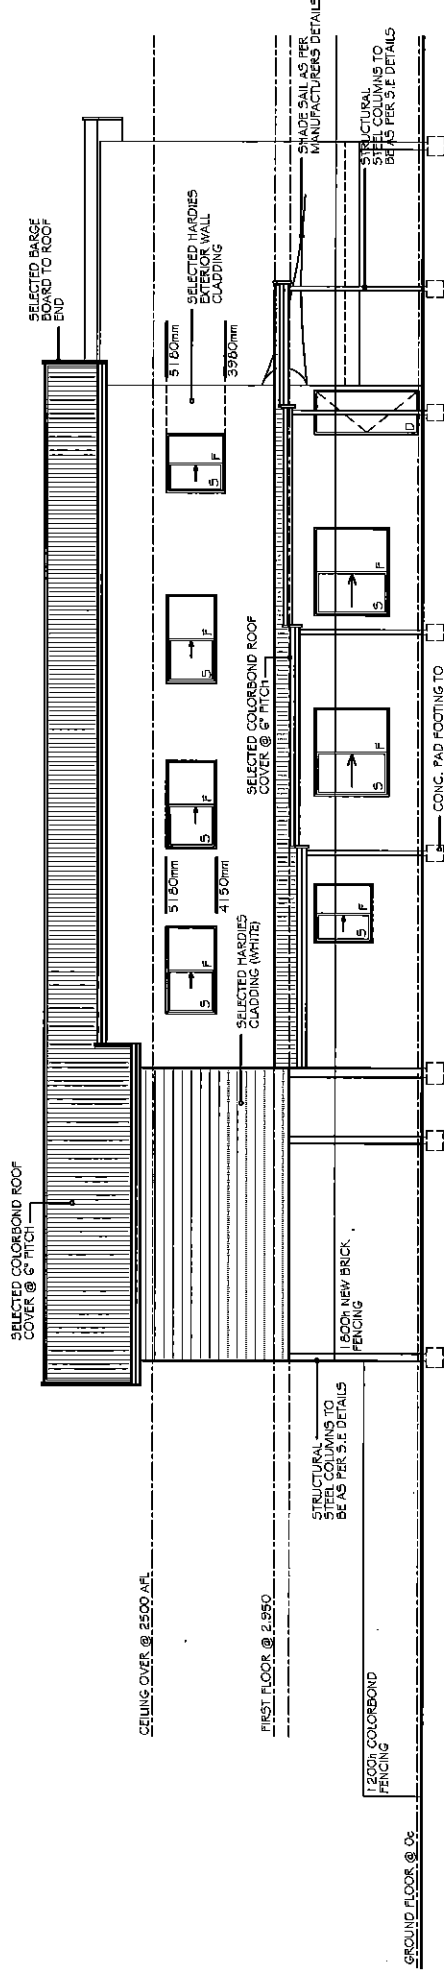 SELECTED COLORBOND ROOF
COVER @ 6° PITCH
SELECTED BARGE
BOARD TO ROOF
END
CEILING OVER @ 2500 AFL
5180mm
4150mm
SELECTED HARDIES
CLADDING (WHITE)
5180mm
3980mm
SELECTED HARDIES
EXTERIOR WALL
CLADDING
S F
S F
S F
S F
FIRST FLOOR @ 2.950
SELECTED COLORBOND ROOF
COVER @ 6° PITCH
SHADE SAIL AS PER
MANUFACTURERS DETAILS
STRUCTURAL
STEEL COLUMNS TO
BE AS PER S.E DETAILS
1800h NEW BRICK
FENCING
S F
S F
S F
D
STRUCTURAL
STEEL COLUMNS TO
BE AS PER S.E DETAILS
1200h COLORBOND
FENCING
GROUND FLOOR @ 0c
CONC. PAD FOOTING TO